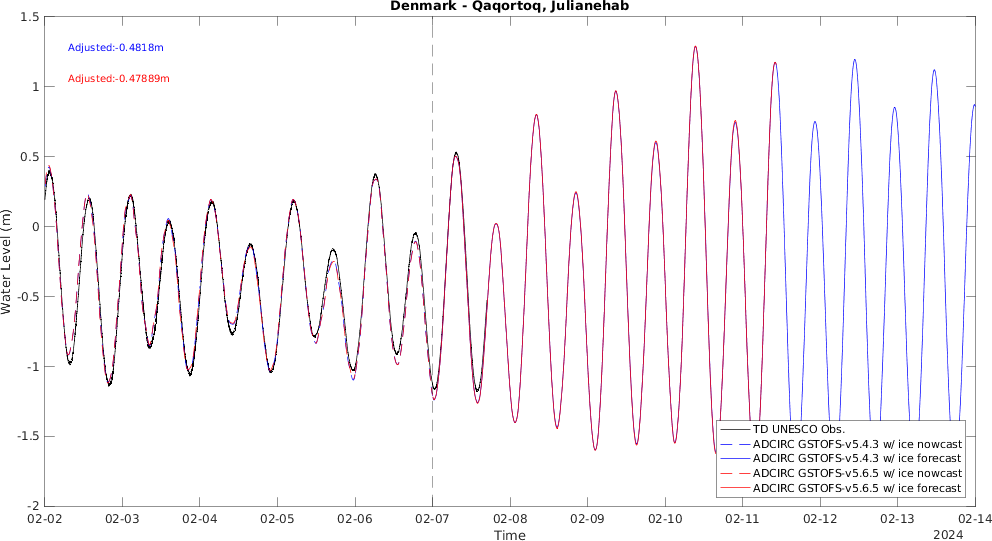 Denmark - Qaqortoq, Julianehab
Adjusted:-0.4818m
Adjusted:-0.47889m
Water Level (m)
1.5
1
0.5
0
-0.5
-1
-1.5
-2
TD UNESCO Obs.
ADCIRC GSTOFS-v5.4.3 w/ ice nowcast
ADCIRC GSTOFS-v5.4.3 w/ ice forecast
ADCIRC GSTOFS-v5.6.5 w/ ice nowcast
ADCIRC GSTOFS-v5.6.5 w/ ice forecast
02-02 02-03 02-04 02-05 02-06 02-07 02-08 02-09 02-10 02-11 02-12 02-13 02-14
Time
2024